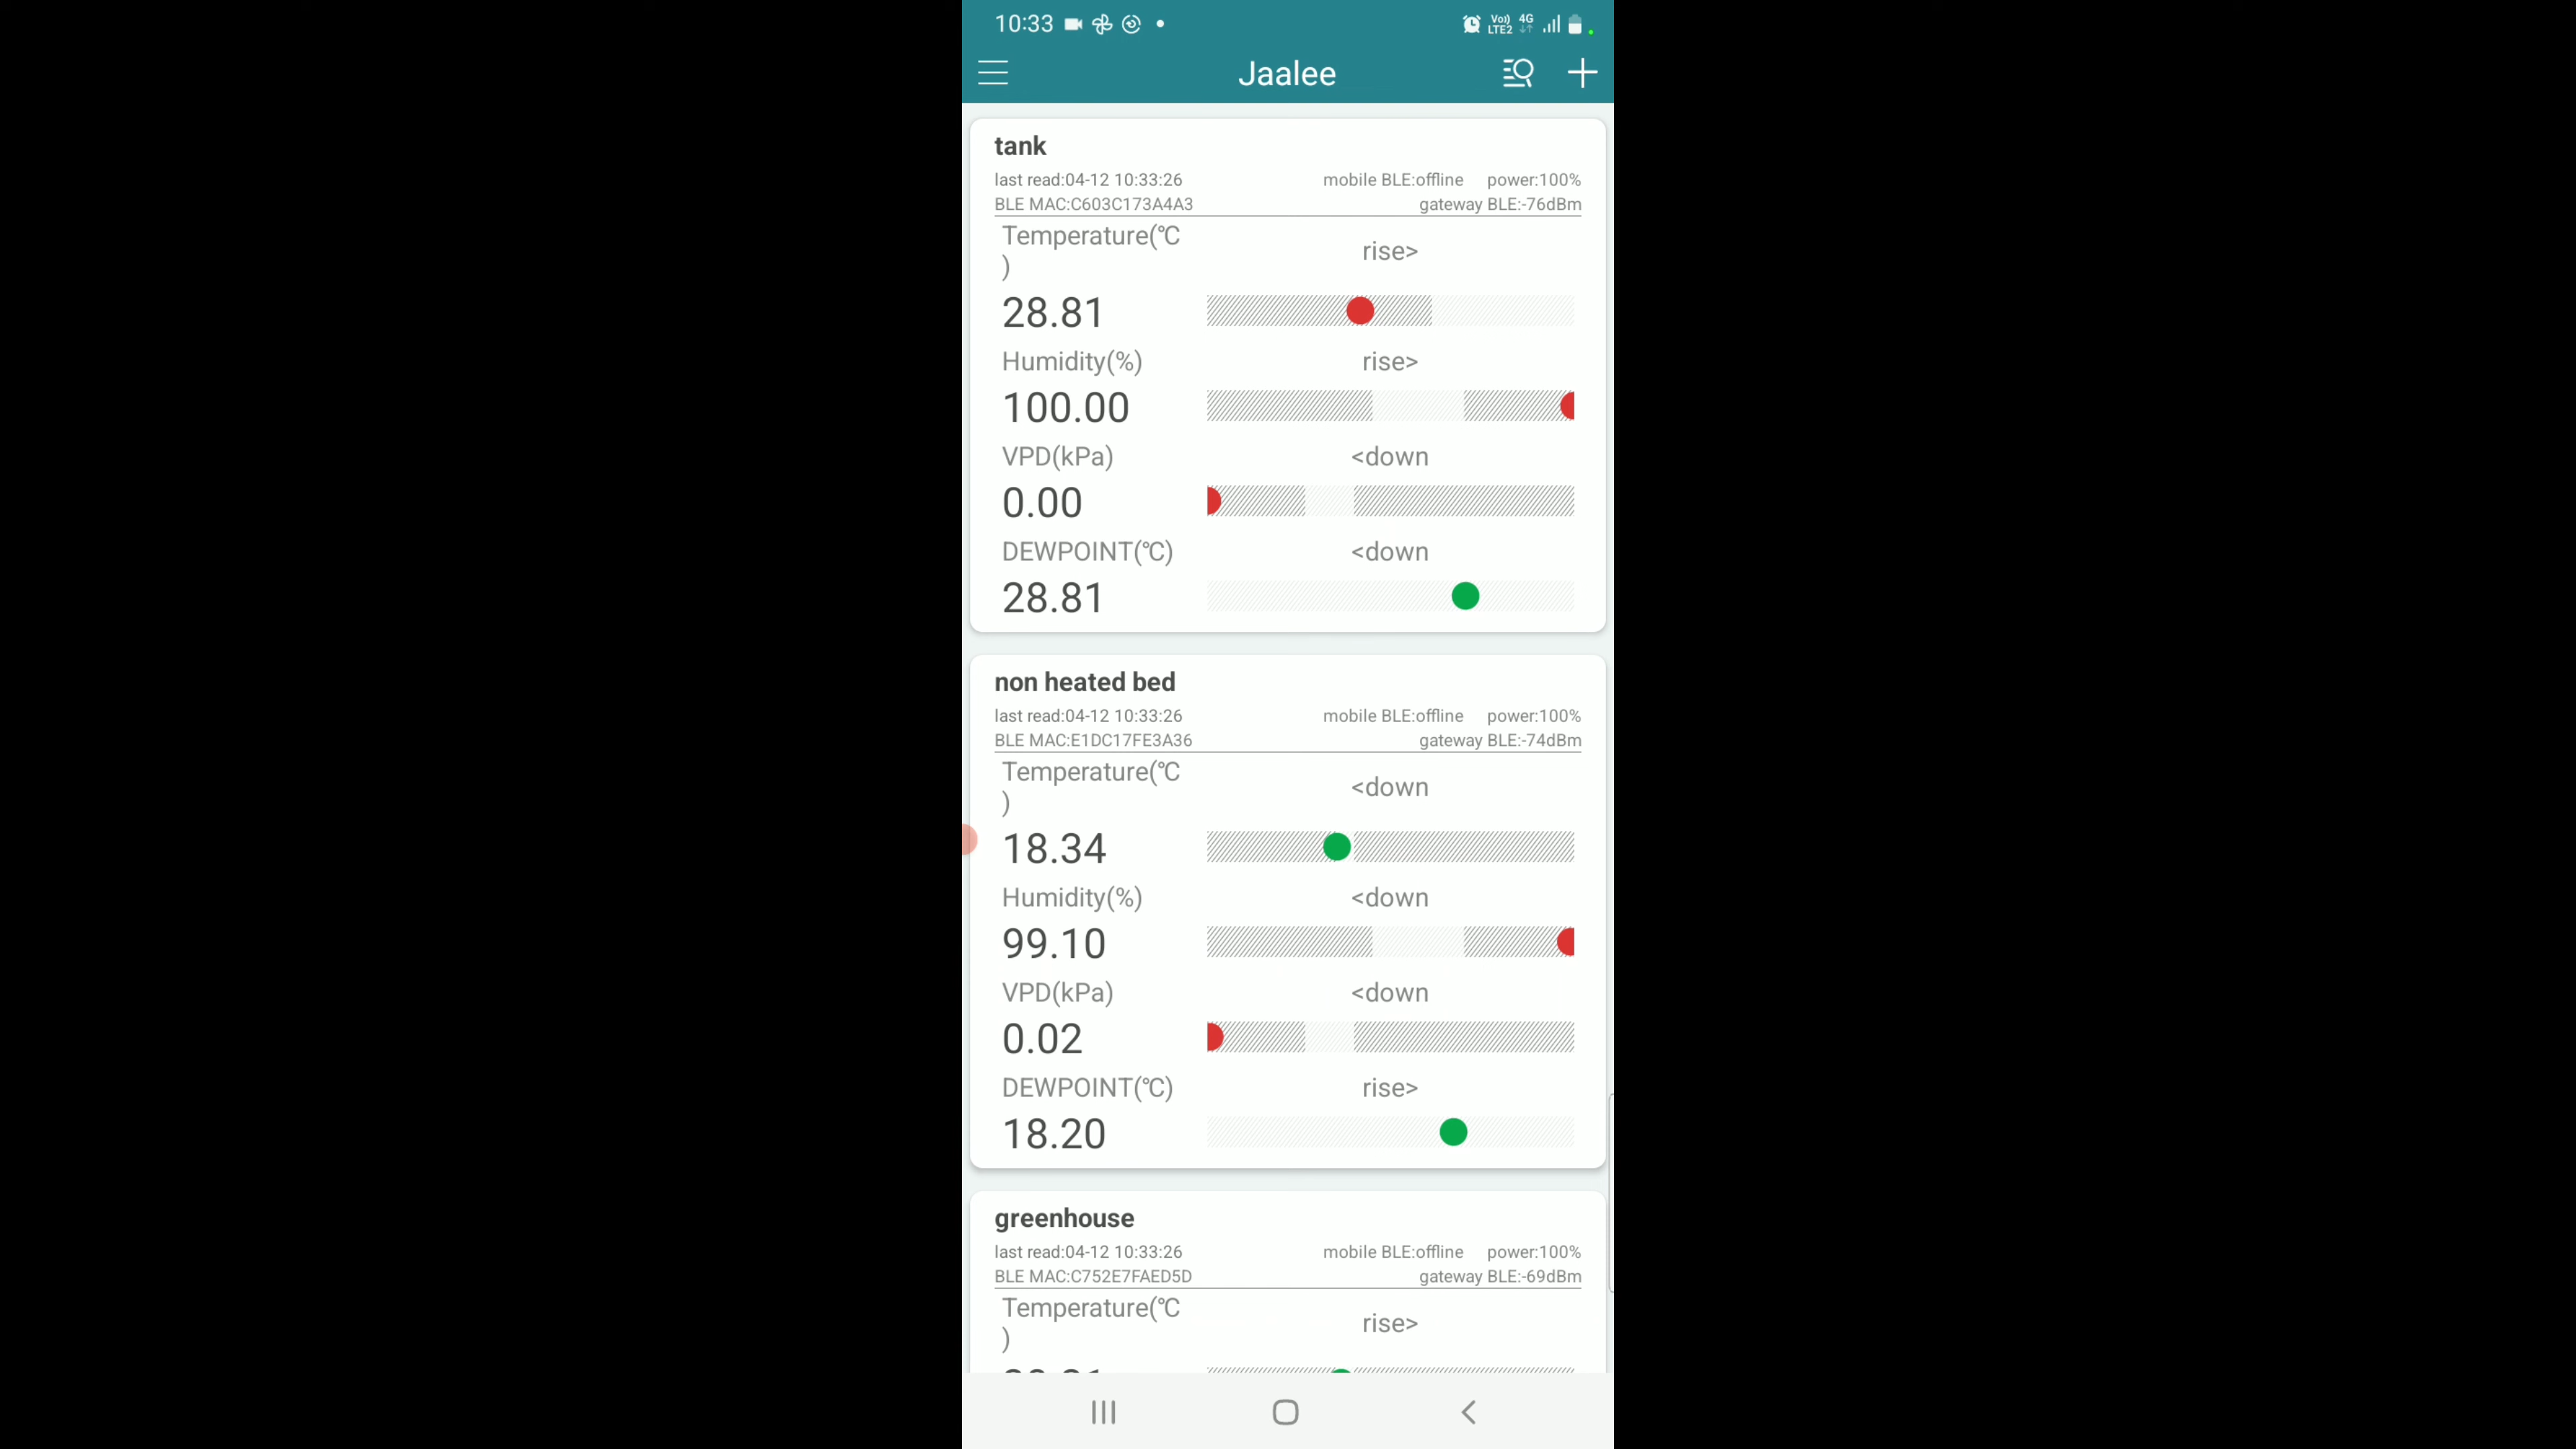 10:33
Vo)) LTE2 4G
Jaalee
tank
last read:04-12 10:33:26 mobile BLE:offline power:100%
BLE MAC:C603C173A4A3 gateway BLE:-76dBm
Temperature(℃
) rise>
28.81
Humidity(%) rise>
100.00
VPD(kPa) <down
0.00
DEWPOINT(℃) <down
28.81
non heated bed
last read:04-12 10:33:26 mobile BLE:offline power:100%
BLE MAC:E1DC17FE3A36 gateway BLE:-74dBm
Temperature(℃
) <down
18.34
Humidity(%) <down
99.10
VPD(kPa) <down
0.02
DEWPOINT(℃) rise>
18.20
greenhouse
last read:04-12 10:33:26 mobile BLE:offline power:100%
BLE MAC:C752E7FAED5D gateway BLE:-69dBm
Temperature(℃
) rise>